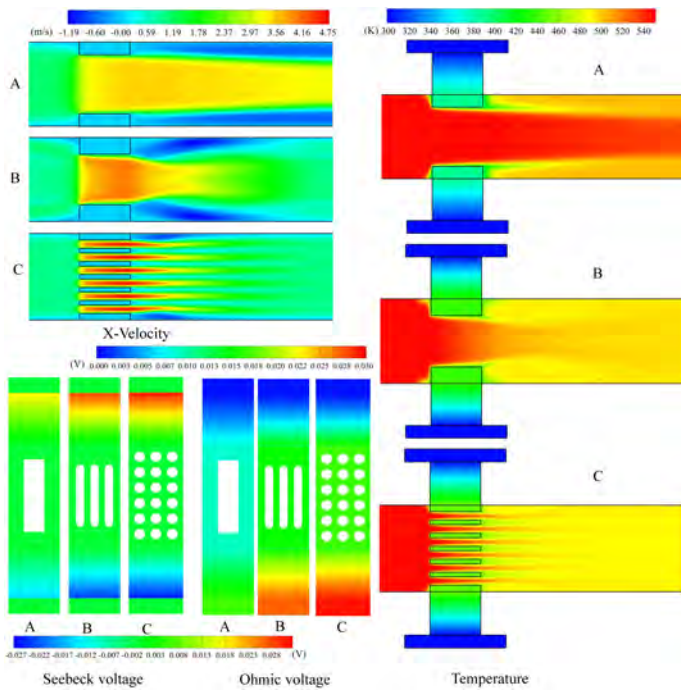 (m/s)
-1.19 -0.60 -0.00 0.59 1.19 1.78 2.37 2.97 3.56 4.16 4.75
A
B
C
X-Velocity
(K) 300 320 340 360 380 400 420 440 460 480 500 520 540
A
B
C
Temperature
(V)
0.000 0.003 0.005 0.007 0.010 0.013 0.015 0.018 0.020 0.022 0.025 0.028 0.030
A B C A B C
-0.027 -0.022 -0.017 -0.012 -0.007 -0.002 0.003 0.008 0.013 0.018 0.023 0.028 (V)
Seebeck voltage Ohmic voltage